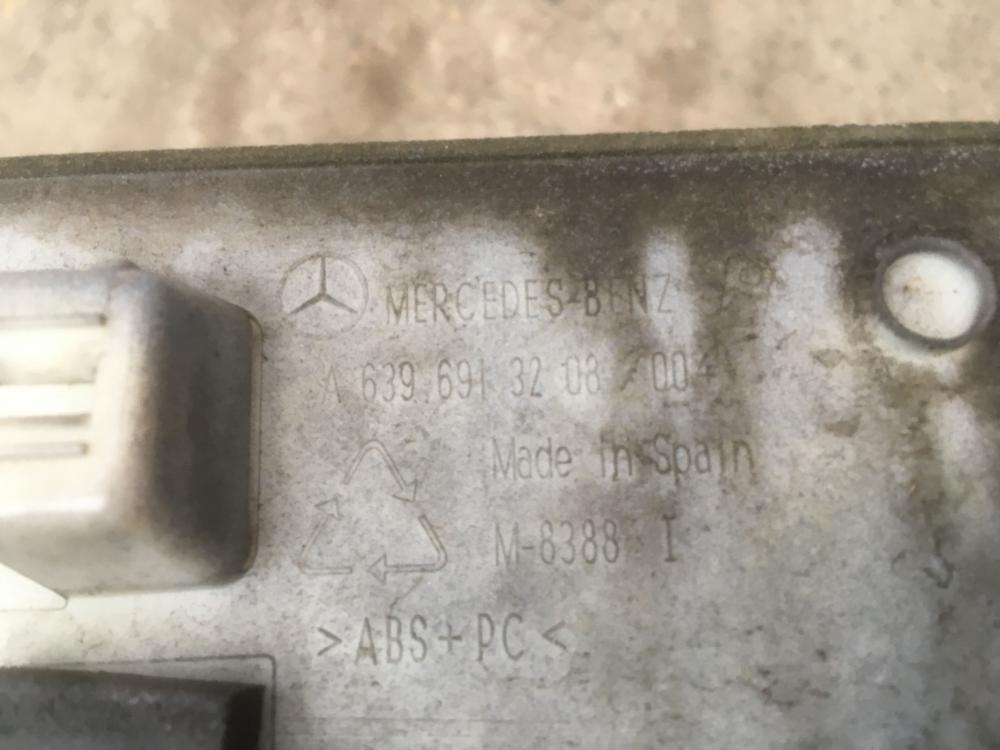 MERCEDES-BENZ
A 639 691 32 08 / 004
Made in Spain
M-8388 I
>ABS+PC<